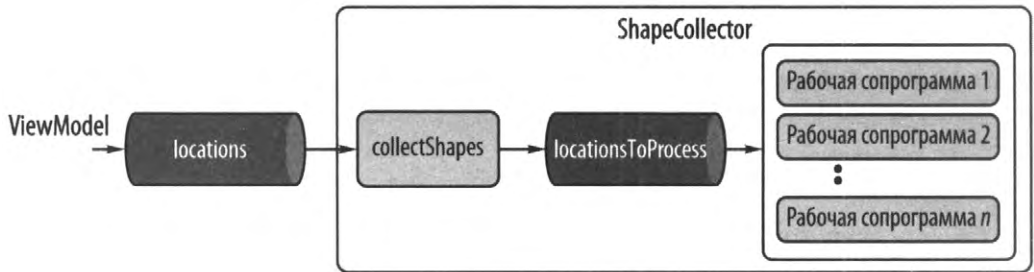 ShapeCollector
ViewModel
locations
collectShapes
locationsToProcess
Рабочая сопрограмма 1
Рабочая сопрограмма 2
Рабочая сопрограмма n